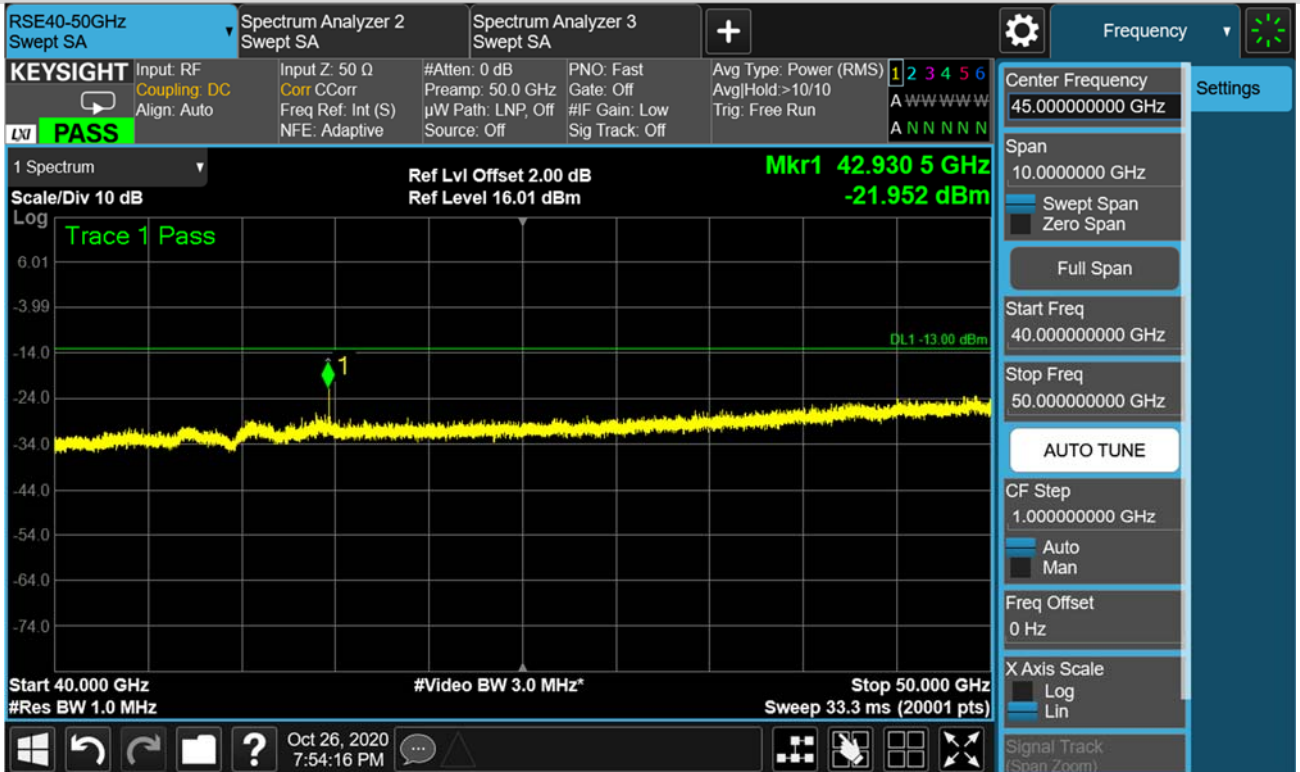 RSE40-50GHz
Swept SA
Spectrum Analyzer 2
Swept SA
Spectrum Analyzer 3
Swept SA
+
Frequency
KEYSIGHT
LXI
PASS
Input: RF
Coupling: DC
Align: Auto
Input Z: 50 Ω
Corr CCorr
Freq Ref: Int (S)
NFE: Adaptive
#Atten: 0 dB
Preamp: 50.0 GHz
µW Path: LNP, Off
Source: Off
PNO: Fast
Gate: Off
#IF Gain: Low
Sig Track: Off
Avg Type: Power (RMS)
Avg|Hold:>10/10
Trig: Free Run
1 2 3 4 5 6
A W W W W W
A N N N N N
1 Spectrum
Scale/Div 10 dB
Ref Lvl Offset 2.00 dB
Ref Level 16.01 dBm
Mkr1 42.930 5 GHz
-21.952 dBm
Log
Trace 1 Pass
6.01
-3.99
DL1 -13.00 dBm
-14.0
1
-24.0
-34.0
-44.0
-54.0
-64.0
-74.0
Start 40.000 GHz
#Video BW 3.0 MHz*
Stop 50.000 GHz
#Res BW 1.0 MHz
Sweep 33.3 ms (20001 pts)
?
Oct 26, 2020
7:54:16 PM
Center Frequency
45.000000000 GHz
Settings
Span
10.0000000 GHz
Swept Span
Zero Span
Full Span
Start Freq
40.000000000 GHz
Stop Freq
50.000000000 GHz
AUTO TUNE
CF Step
1.000000000 GHz
Auto
Man
Freq Offset
0 Hz
X Axis Scale
Log
Lin
Signal Track
(Span Zoom)